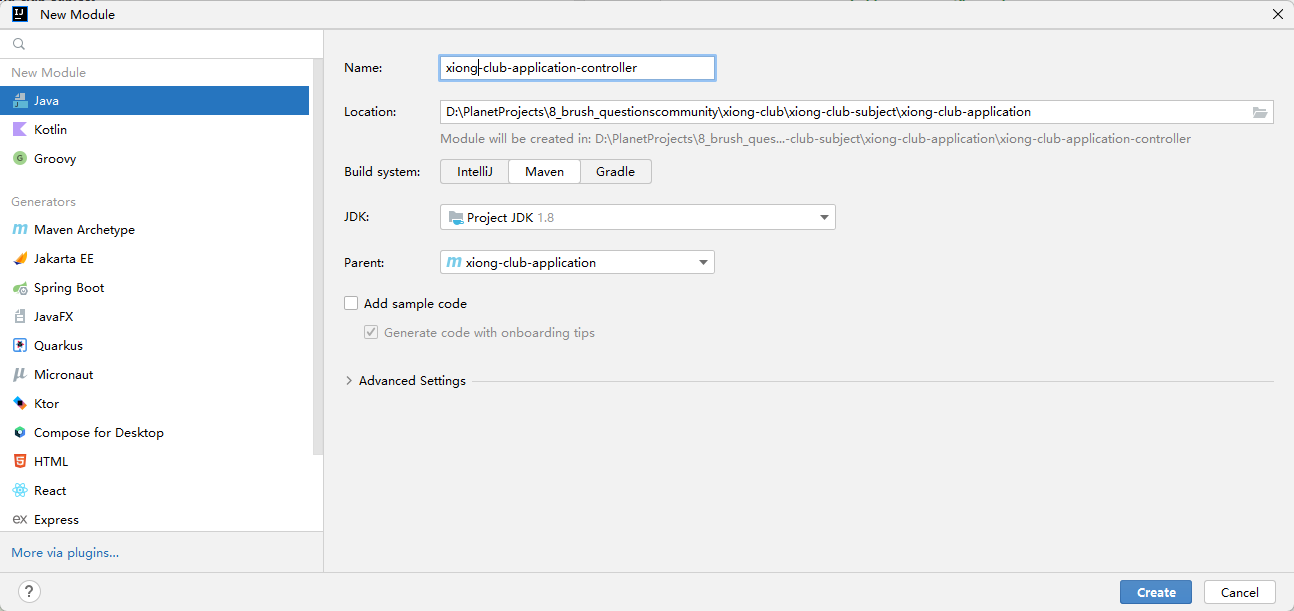 New Module
New Module
Java
Kotlin
Groovy
Generators
Maven Archetype
Jakarta EE
Spring Boot
JavaFX
Quarkus
Micronaut
Ktor
Compose for Desktop
HTML
React
ex Express
More via plugins...
Name: xiong-club-application-controller
Location: D:\PlanetProjects\8_brush_questionscommunity\xiong-club\xiong-club-subject\xiong-club-application
Module will be created in: D:\PlanetProjects\8_brush_ques...-club-subject\xiong-club-application\xiong-club-application-controller
Build system: IntelliJ Maven Gradle
JDK: Project JDK 1.8
Parent: m xiong-club-application
Add sample code
Generate code with onboarding tips
Advanced Settings
? Create Cancel